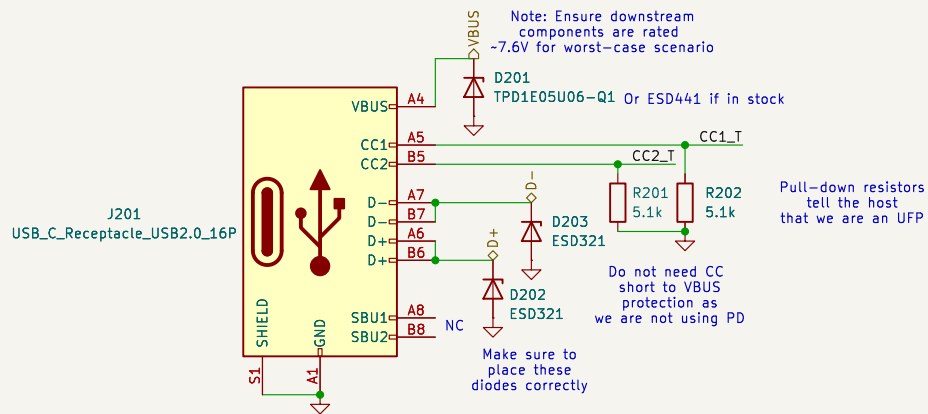 Note: Ensure downstream
components are rated
~7.6V for worst-case scenario
VBUS
D201
TPD1E05U06-Q1
Or ESD441 if in stock
VBUS
A4
CC1
A5
CC1_T
CC2
B5
CC2_T
R201
5.1k
R202
5.1k
Pull-down resistors
tell the host
that we are an UFP
D-
A7
D-
D-
B7
D203
ESD321
J201
USB_C_Receptacle_USB2.0_16P
D+
A6
D+
D+
B6
Do not need CC
short to VBUS
protection as
we are not using PD
D202
ESD321
SBU1
A8
NC
SBU2
B8
SHIELD
GND
Make sure to
place these
diodes correctly
S1
A1